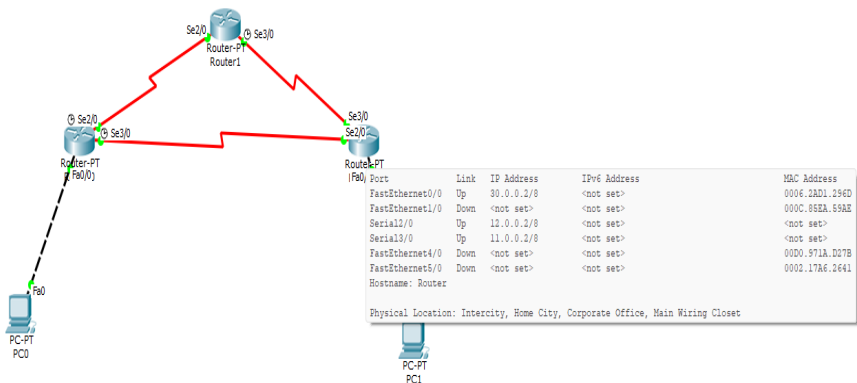 Se2/0
Se3/0
Router-PT
Router1
Se2/0
Se3/0
Se3/0
Se2/0
Router-PT
Fa0/0)
Router-PT
Fa0/
Port Link IP Address IPv6 Address MAC Address
FastEthernet0/0 Up 30.0.0.2/8 <not set> 0006.2AD1.296D
FastEthernet1/0 Down <not set> <not set> 000C.85EA.59AE
Serial2/0 Up 12.0.0.2/8 <not set> <not set>
Serial3/0 Up 11.0.0.2/8 <not set> <not set>
FastEthernet4/0 Down <not set> <not set> 00D0.971A.D27B
FastEthernet5/0 Down <not set> <not set> 0002.17A6.2641
Hostname: Router
Physical Location: Intercity, Home City, Corporate Office, Main Wiring Closet
Fa0
PC-PT
PC0
PC-PT
PC1